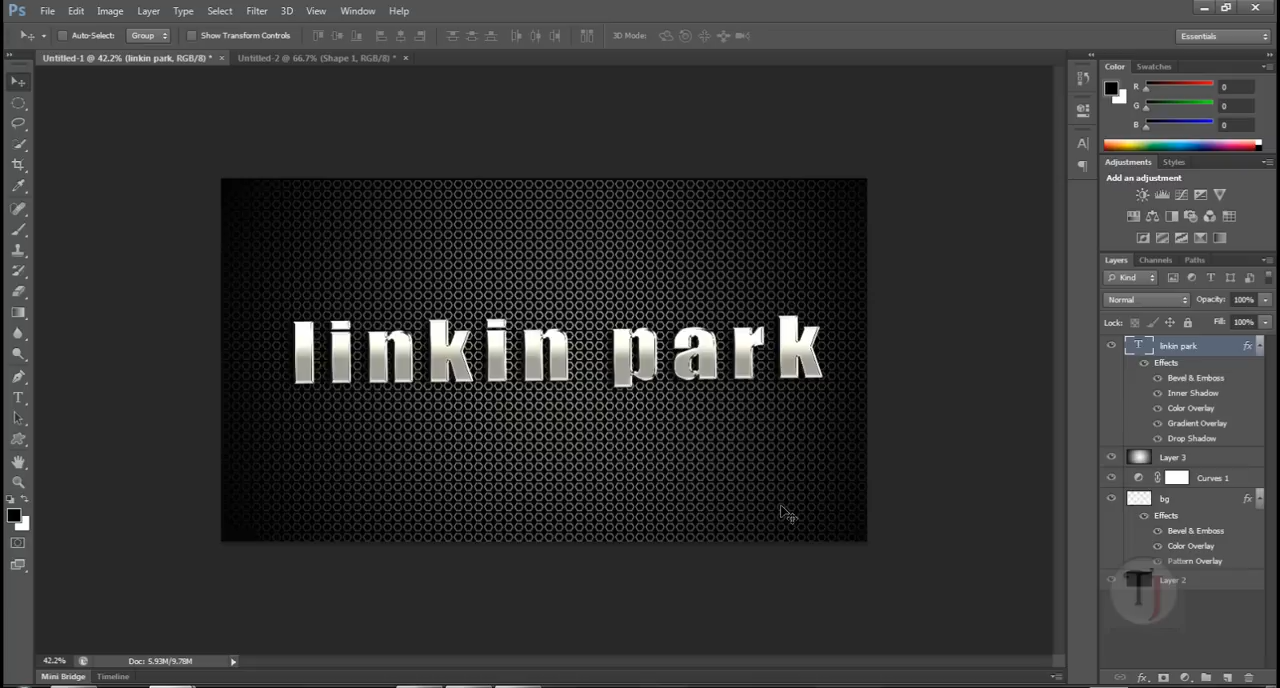 Ps File Edit Image Layer Type Select Filter 3D View Window Help
Auto-Select: Group Show Transform Controls 3D Mode: Essentials
Untitled-1 @ 42.2% (linkin park, RGB/8) * × Untitled-2 @ 66.7% (Shape 1, RGB/8) * ×
Color Swatches
R 0
G 0
B 0
Adjustments Styles
Add an adjustment
Layers Channels Paths
Kind
Normal Opacity: 100%
Lock: Fill: 100%
linkin park fx
Effects
Bevel & Emboss
Inner Shadow
Color Overlay
Gradient Overlay
Drop Shadow
Layer 3
Curves 1
bg fx
Effects
Bevel & Emboss
Color Overlay
Pattern Overlay
Layer 2
TJ
linkin park
42.2% Doc: 5.93M/9.78M
Mini Bridge Timeline